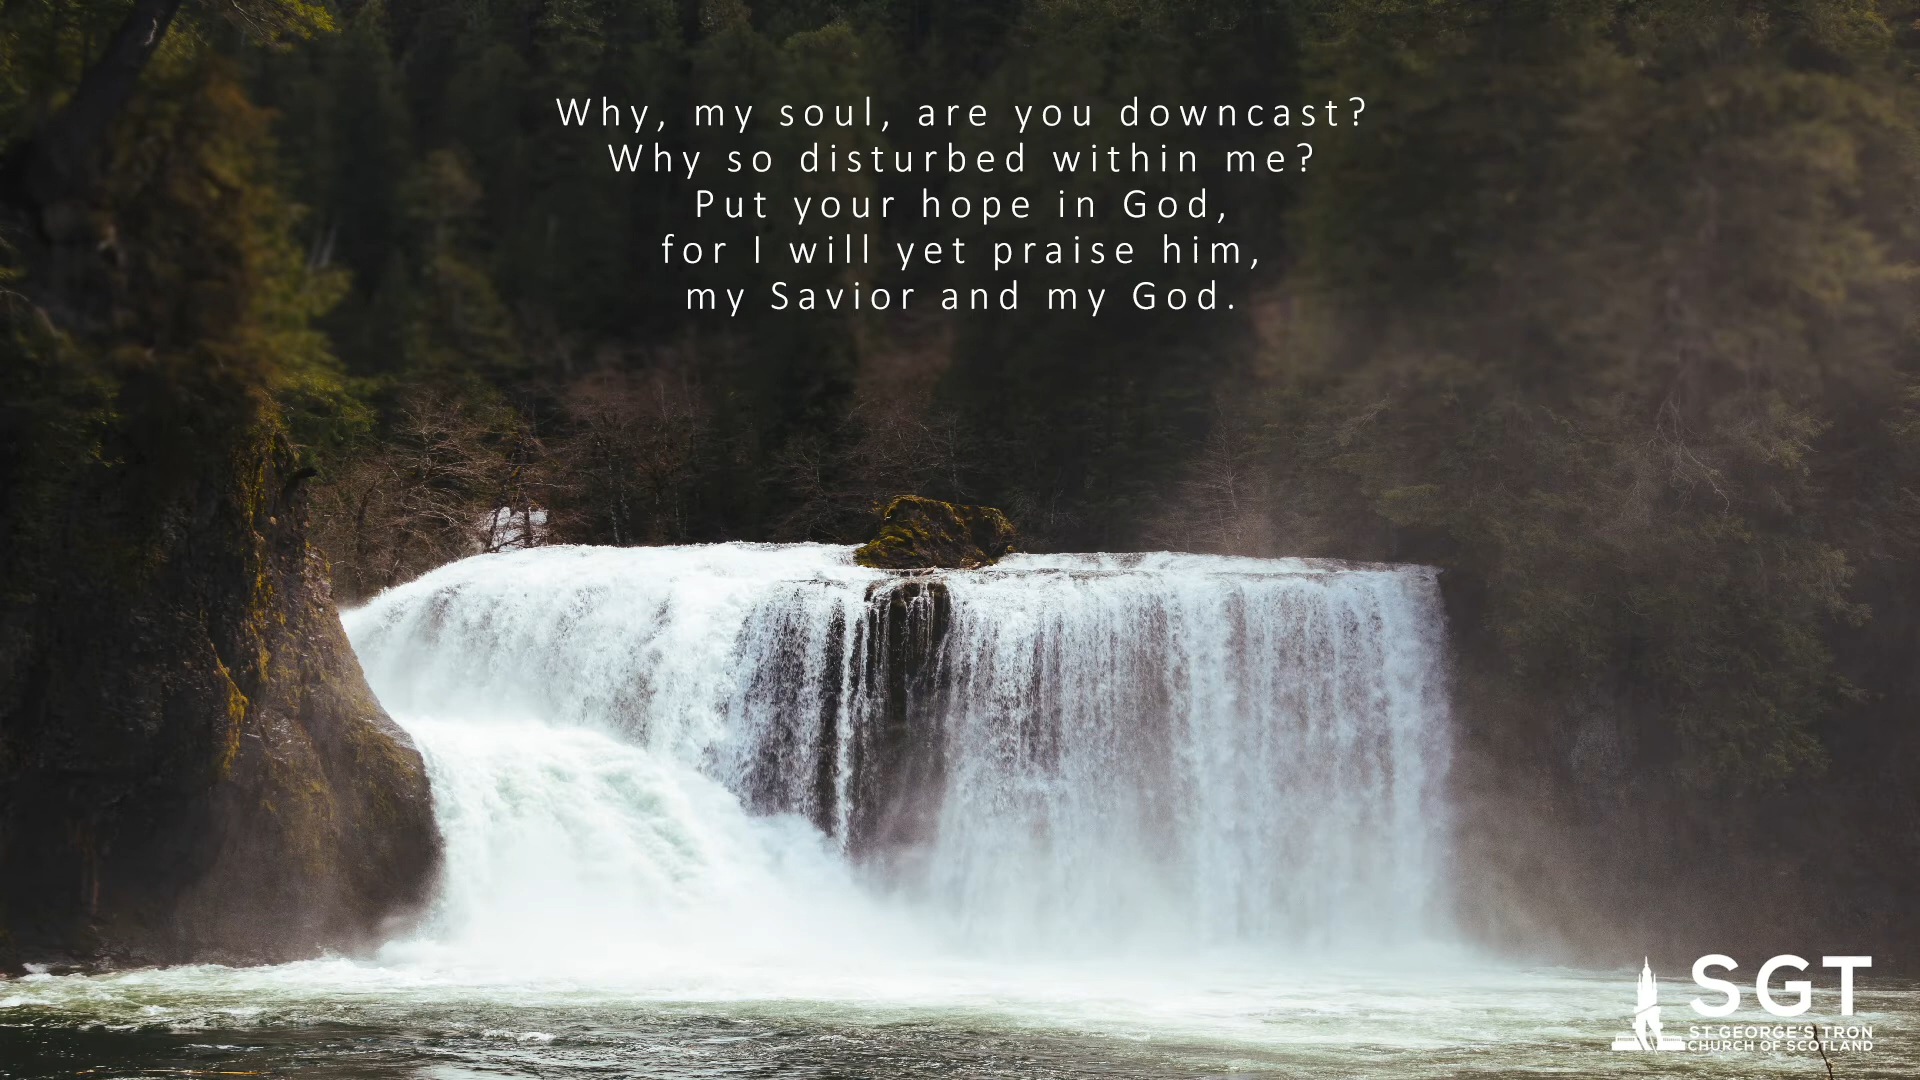 Why, my soul, are you downcast?
Why so disturbed within me?
Put your hope in God,
for I will yet praise him,
my Savior and my God.
SGT
ST GEORGE'S TRON
CHURCH OF SCOTLAND